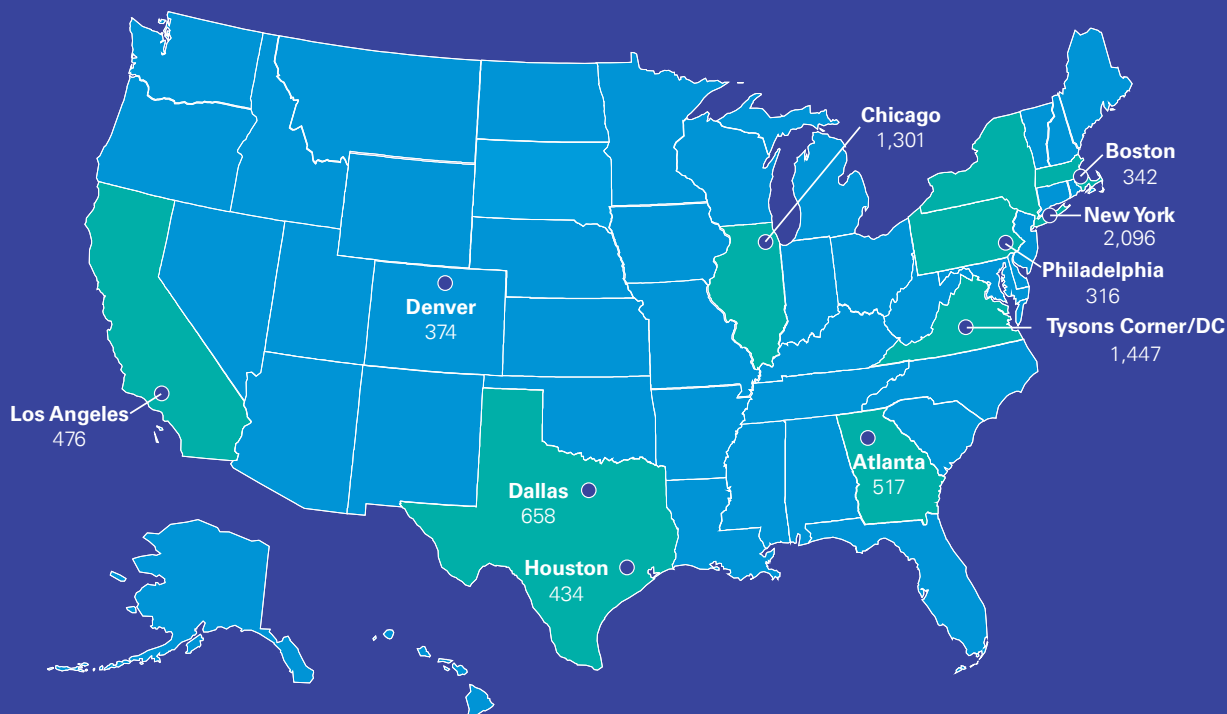 Chicago
1,301
Boston
342
New York
2,096
Philadelphia
316
Denver
374
Tysons Corner/DC
1,447
Los Angeles
476
Atlanta
517
Dallas
658
Houston
434